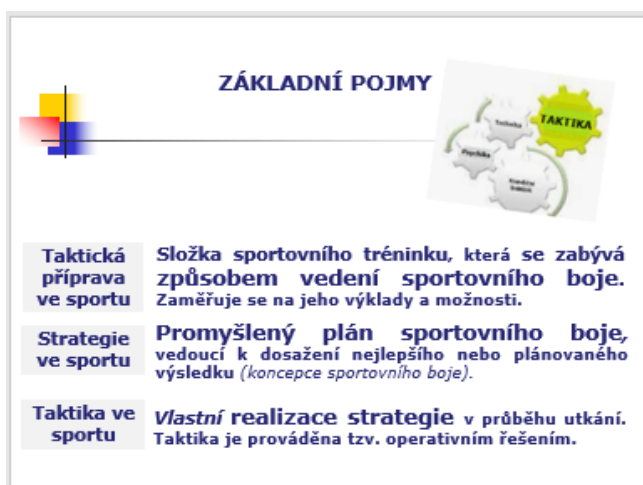 ZÁKLADNÍ POJMY
TAKTIKA
Technika
Psychika
Taktická
příprava
ve sportu
Složka sportovního tréninku, která se zabývá
způsobem vedení sportovního boje.
Zaměřuje se na jeho výklady a možnosti.
Strategie
ve sportu
Promyšlený plán sportovního boje,
vedoucí k dosažení nejlepšího nebo plánovaného
výsledku (koncepce sportovního boje).
Taktika ve
sportu
Vlastní realizace strategie v průběhu utkání.
Taktika je prováděna tzv. operativním řešením.